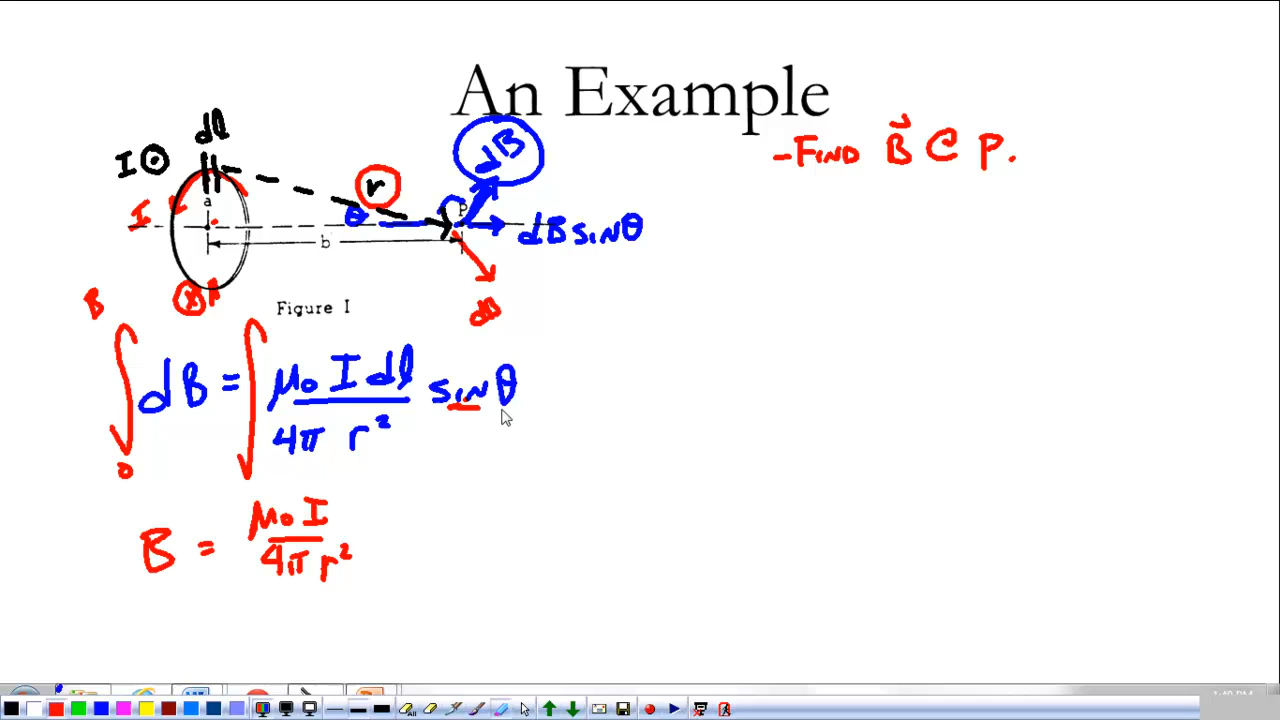 An Example
-FIND B⃗ @ P.
dl
I ⊙
dB
r
a
I
θ
P
dB sinθ
b
⊗
Figure I
dB
B
∫ dB = ∫ μ₀ I dl sinθ
0
4π r²
B = μ₀ I
4π r²